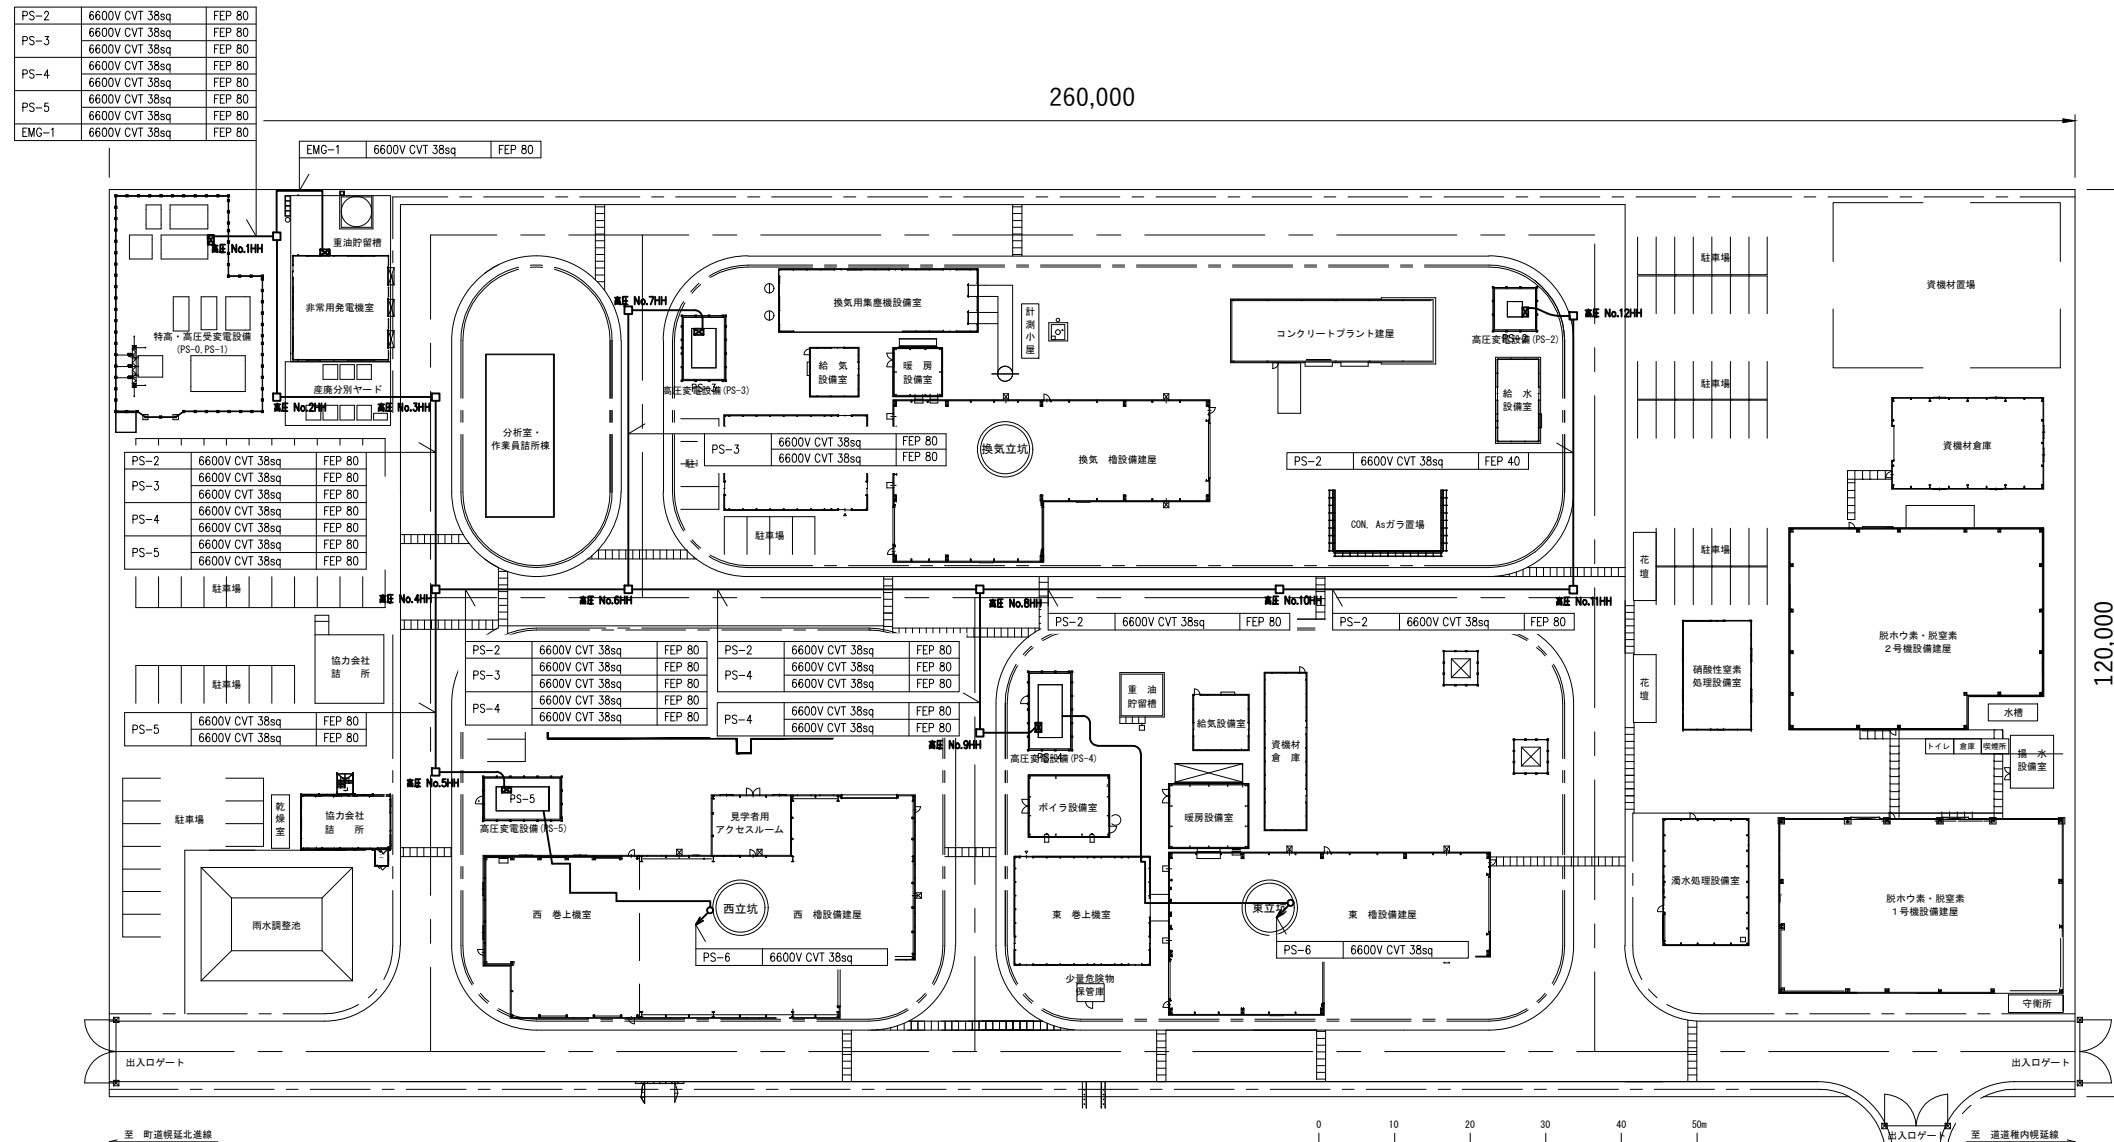 PS-2 6600V CVT 38sq FEP 80
PS-3 6600V CVT 38sq FEP 80
6600V CVT 38sq FEP 80
PS-4 6600V CVT 38sq FEP 80
6600V CVT 38sq FEP 80
PS-5 6600V CVT 38sq FEP 80
6600V CVT 38sq FEP 80
EMG-1 6600V CVT 38sq FEP 80
260,000
EMG-1 6600V CVT 38sq FEP 80
高圧 No.1HH
重油貯留槽
非常用発電機室
特高・高圧受変電設備
(PS-0,PS-1)
産廃分別ヤード
高圧 No.2HH
高圧 No.3HH
高圧 No.7HH
換気用集塵機設備室
計測小屋
コンクリートプラント建屋
高圧 No.12HH
高圧変電設備(PS-2)
PS-2
駐車場
資機材置場
給気
設備室
暖房
設備室
PS-3
高圧変電設備(PS-3)
給水
設備室
駐車場
分析室・
作業員詰所棟
PS-3 6600V CVT 38sq FEP 80
6600V CVT 38sq FEP 80
換気立坑
換気 櫓設備建屋
PS-2 6600V CVT 38sq FEP 40
資機材倉庫
PS-2 6600V CVT 38sq FEP 80
PS-3 6600V CVT 38sq FEP 80
6600V CVT 38sq FEP 80
PS-4 6600V CVT 38sq FEP 80
6600V CVT 38sq FEP 80
PS-5 6600V CVT 38sq FEP 80
6600V CVT 38sq FEP 80
駐車場
CON. Asガラ置場
駐車場
花壇
駐車場
高圧 No.4HH
高圧 No.6HH
高圧 No.8HH
高圧 No.10HH
高圧 No.11HH
PS-2 6600V CVT 38sq FEP 80
PS-2 6600V CVT 38sq FEP 80
120,000
脱ホウ素・脱窒素
2号機設備建屋
協力会社
詰所
駐車場
PS-2 6600V CVT 38sq FEP 80
PS-3 6600V CVT 38sq FEP 80
6600V CVT 38sq FEP 80
PS-4 6600V CVT 38sq FEP 80
6600V CVT 38sq FEP 80
PS-2 6600V CVT 38sq FEP 80
PS-4 6600V CVT 38sq FEP 80
6600V CVT 38sq FEP 80
PS-4 6600V CVT 38sq FEP 80
6600V CVT 38sq FEP 80
PS-5 6600V CVT 38sq FEP 80
6600V CVT 38sq FEP 80
重油
貯留槽
給気設備室
資機材
倉庫
花壇
硝酸性窒素
処理設備室
水槽
トイレ 倉庫 喫煙所
揚水
設備室
高圧 No.9HH
PS-4
高圧変電設備(PS-4)
高圧 No.5HH
PS-5
高圧変電設備(PS-5)
駐車場
乾燥室
協力会社
詰所
見学者用
アクセスルーム
ボイラ設備室
暖房設備室
雨水調整池
西 巻上機室
西立坑
西 櫓設備建屋
東 巻上機室
東立坑
東 櫓設備建屋
濁水処理設備室
脱ホウ素・脱窒素
1号機設備建屋
PS-6 6600V CVT 38sq
PS-6 6600V CVT 38sq
少量危険物
保管庫
守衛所
出入口ゲート
出入口ゲート
0 10 20 30 40 50m
至 町道幌延北進線
出入口ゲート
至 道道稚内幌延線